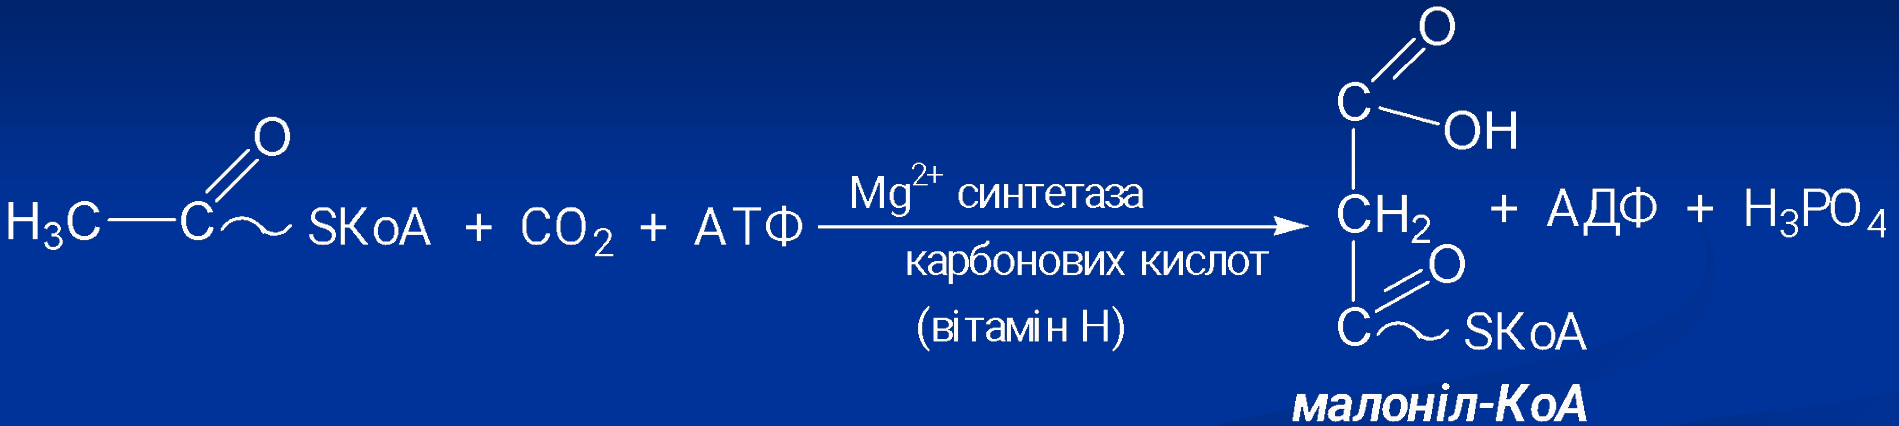 O
C
OH
O
H₃C — C ~ SKoA + CO₂ + АТФ
Mg²⁺ синтетаза
карбонових кислот
(вітамін H)
CH₂ + АДФ + H₃PO₄
O
C ~ SKoA
малоніл-КоА